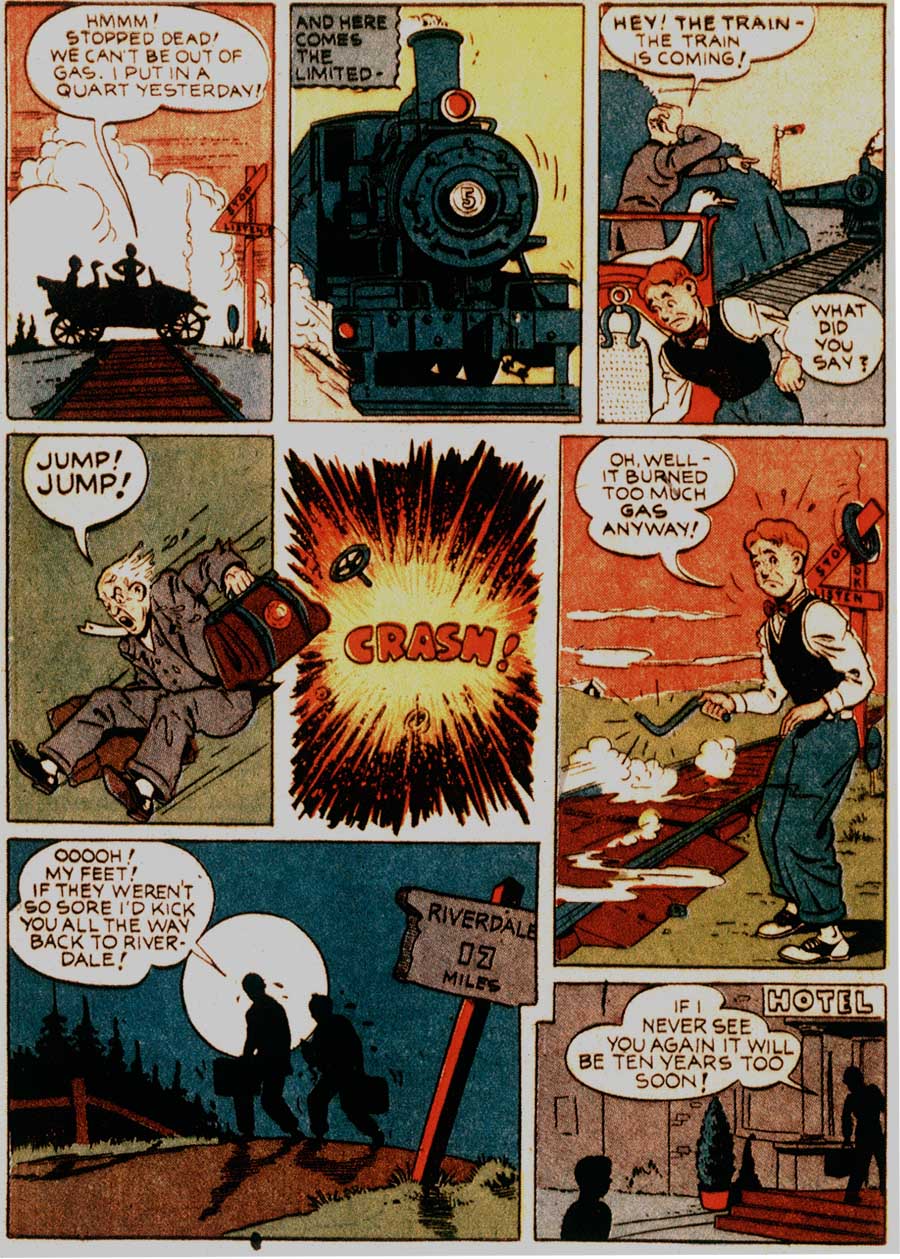 HMMM!
STOPPED DEAD!
WE CAN'T BE OUT OF
GAS. I PUT IN A
QUART YESTERDAY!
STOP
LISTEN
AND HERE
COMES
THE
LIMITED-
5
HEY! THE TRAIN-
THE TRAIN
IS COMING!
WHAT
DID
YOU
SAY?
JUMP!
JUMP!
CRASH!
OH, WELL-
IT BURNED
TOO MUCH
GAS
ANYWAY!
STOP
LISTEN
OOOOH!
MY FEET!
IF THEY WEREN'T
SO SORE I'D KICK
YOU ALL THE WAY
BACK TO RIVER-
DALE!
RIVERDALE
MILES
HOTEL
IF I
NEVER SEE
YOU AGAIN IT WILL
BE TEN YEARS TOO
SOON!